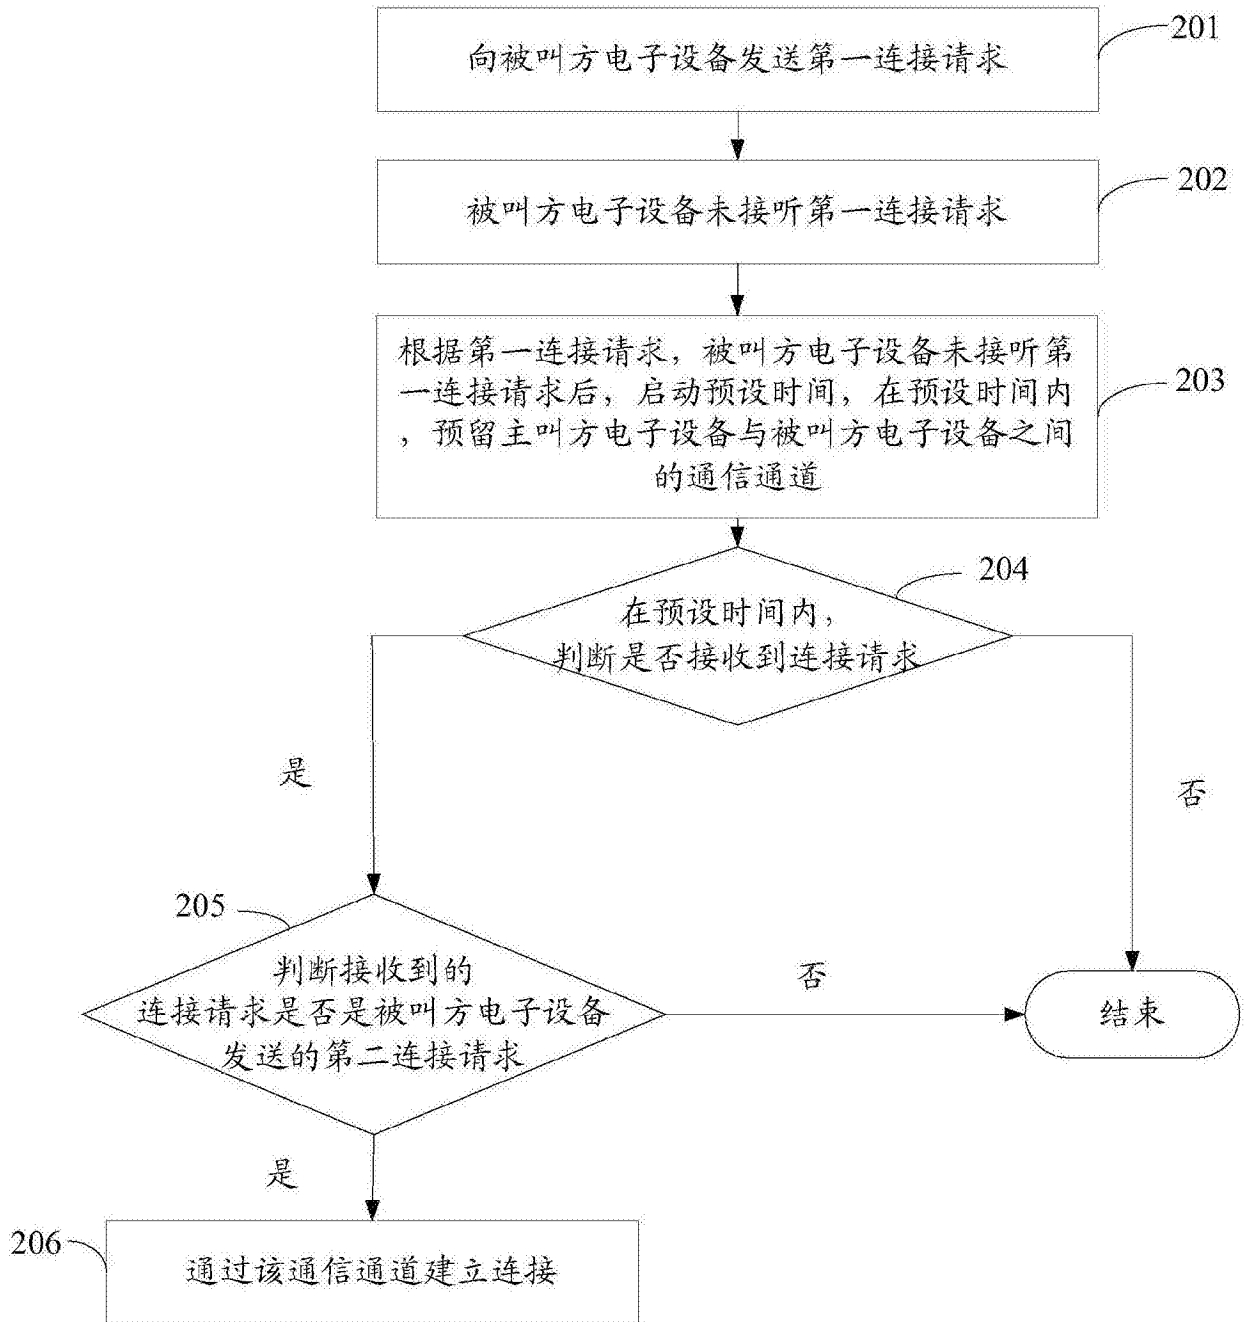 201
向被叫方电子设备发送第一连接请求
202
被叫方电子设备未接听第一连接请求
203
根据第一连接请求，被叫方电子设备未接听第
一连接请求后，启动预设时间，在预设时间内
，预留主叫方电子设备与被叫方电子设备之间
的通信通道
204
在预设时间内，
判断是否接收到连接请求
是
否
205
判断接收到的
连接请求是否是被叫方电子设备
发送的第二连接请求
否
结束
是
206
通过该通信通道建立连接